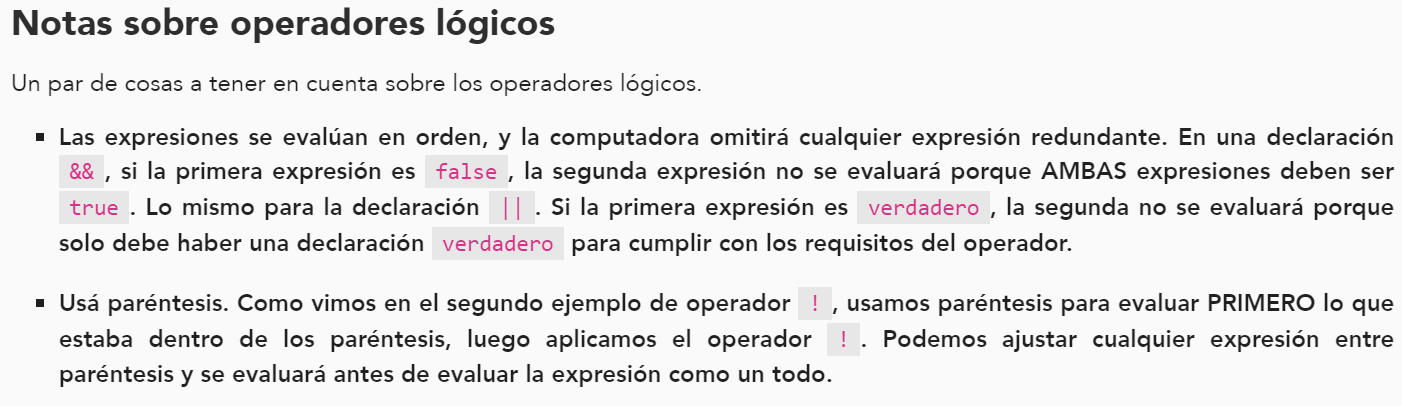 Notas sobre operadores lógicos
Un par de cosas a tener en cuenta sobre los operadores lógicos.
▪ Las expresiones se evalúan en orden, y la computadora omitirá cualquier expresión redundante. En una declaración
&& , si la primera expresión es false , la segunda expresión no se evaluará porque AMBAS expresiones deben ser
true . Lo mismo para la declaración || . Si la primera expresión es verdadero , la segunda no se evaluará porque
solo debe haber una declaración verdadero para cumplir con los requisitos del operador.
▪ Usá paréntesis. Como vimos en el segundo ejemplo de operador ! , usamos paréntesis para evaluar PRIMERO lo que
estaba dentro de los paréntesis, luego aplicamos el operador ! . Podemos ajustar cualquier expresión entre
paréntesis y se evaluará antes de evaluar la expresión como un todo.